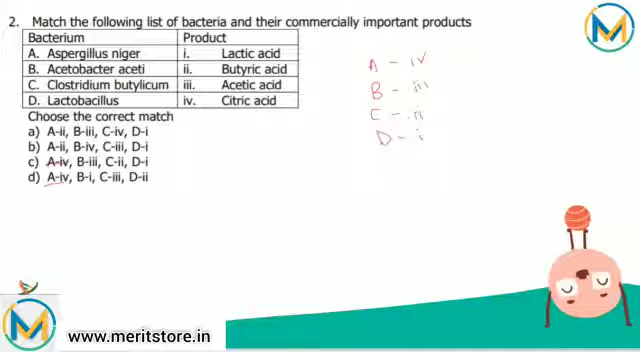 2. Match the following list of bacteria and their commercially important products
Bacterium Product
A. Aspergillus niger i. Lactic acid
B. Acetobacter aceti ii. Butyric acid
C. Clostridium butylicum iii. Acetic acid
D. Lactobacillus iv. Citric acid
Choose the correct match
a) A-ii, B-iii, C-iv, D-i
b) A-ii, B-iv, C-iii, D-i
c) A-iv, B-iii, C-ii, D-i
d) A-iv, B-i, C-iii, D-ii
A - iv
B - iii
C - ii
D - i
www.meritstore.in